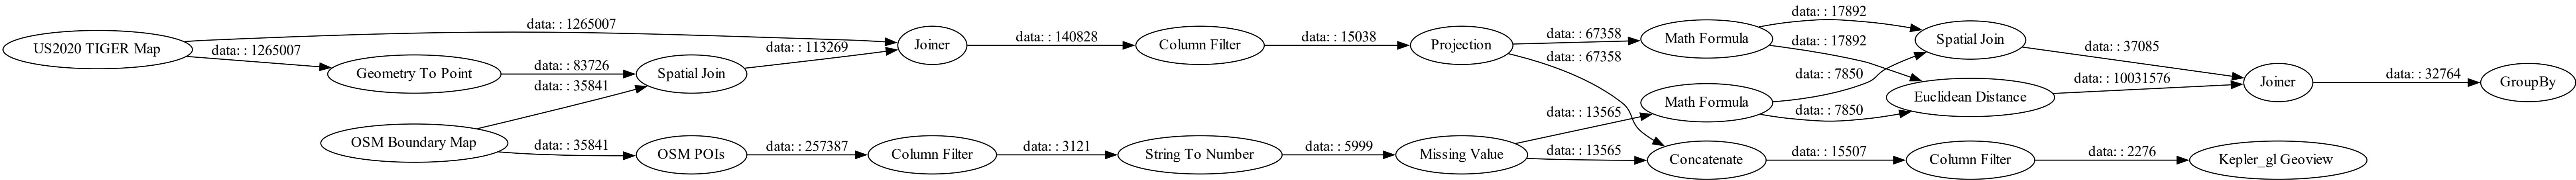 US2020 TIGER Map
data: : 1265007
data: : 1265007
Geometry To Point
data: : 83726
data: : 35841
OSM Boundary Map
data: : 35841
Spatial Join
data: : 113269
OSM POIs
data: : 257387
Joiner
data: : 140828
Column Filter
data: : 3121
Column Filter
data: : 15038
String To Number
data: : 5999
Projection
data: : 67358
data: : 67358
Missing Value
data: : 13565
data: : 13565
Math Formula
data: : 17892
data: : 17892
Math Formula
data: : 7850
data: : 7850
Concatenate
data: : 15507
Spatial Join
data: : 37085
Euclidean Distance
data: : 10031576
Column Filter
data: : 2276
Joiner
data: : 32764
Kepler_gl Geoview
GroupBy